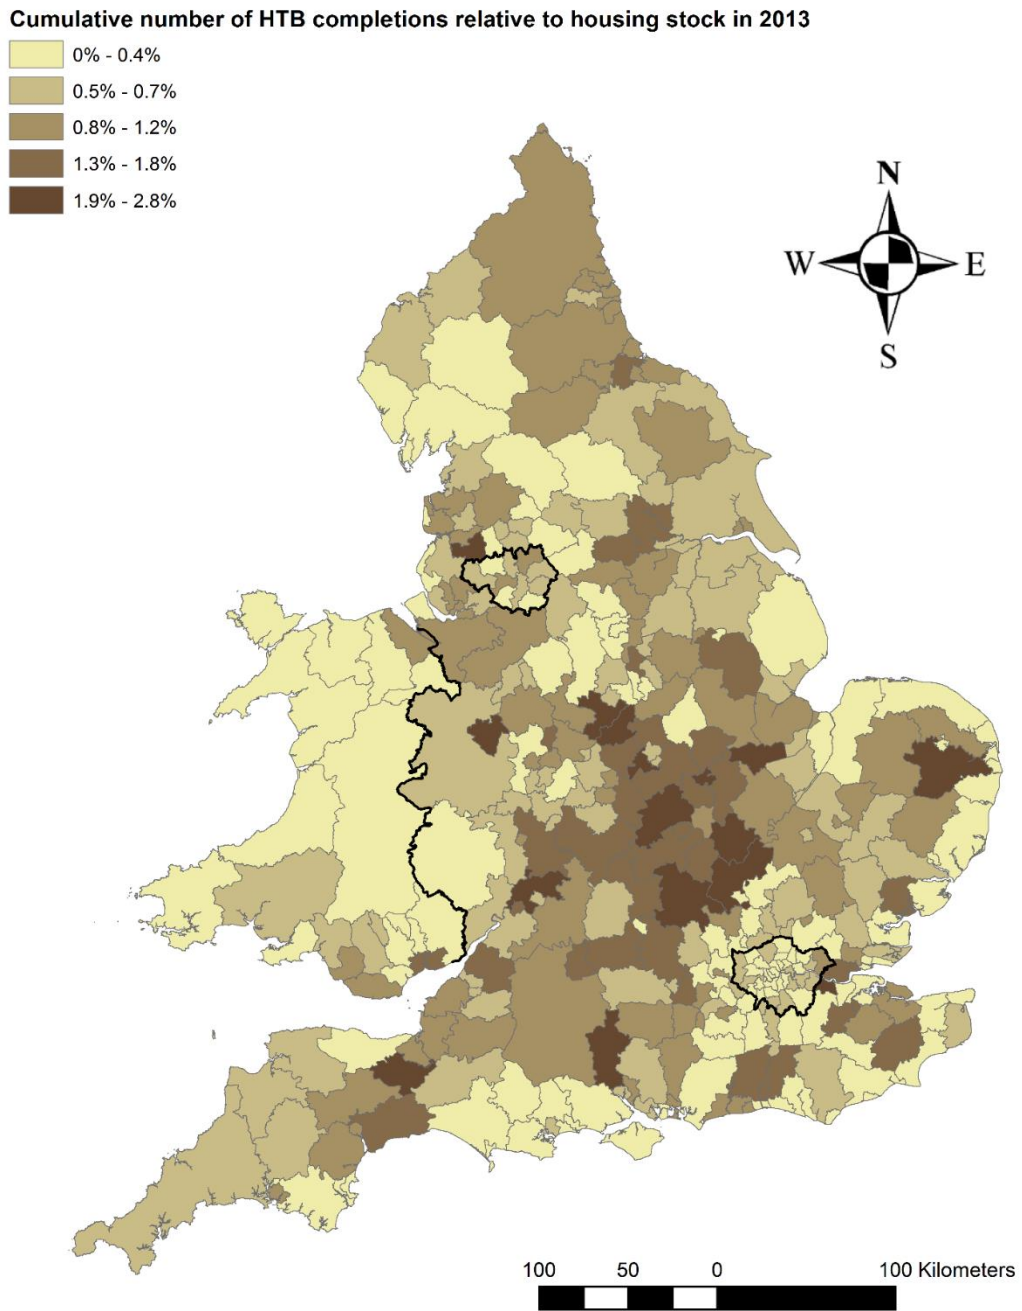 Cumulative number of HTB completions relative to housing stock in 2013
0% - 0.4%
0.5% - 0.7%
0.8% - 1.2%
1.3% - 1.8%
1.9% - 2.8%
N
W E
S
100 50 0 100 Kilometers